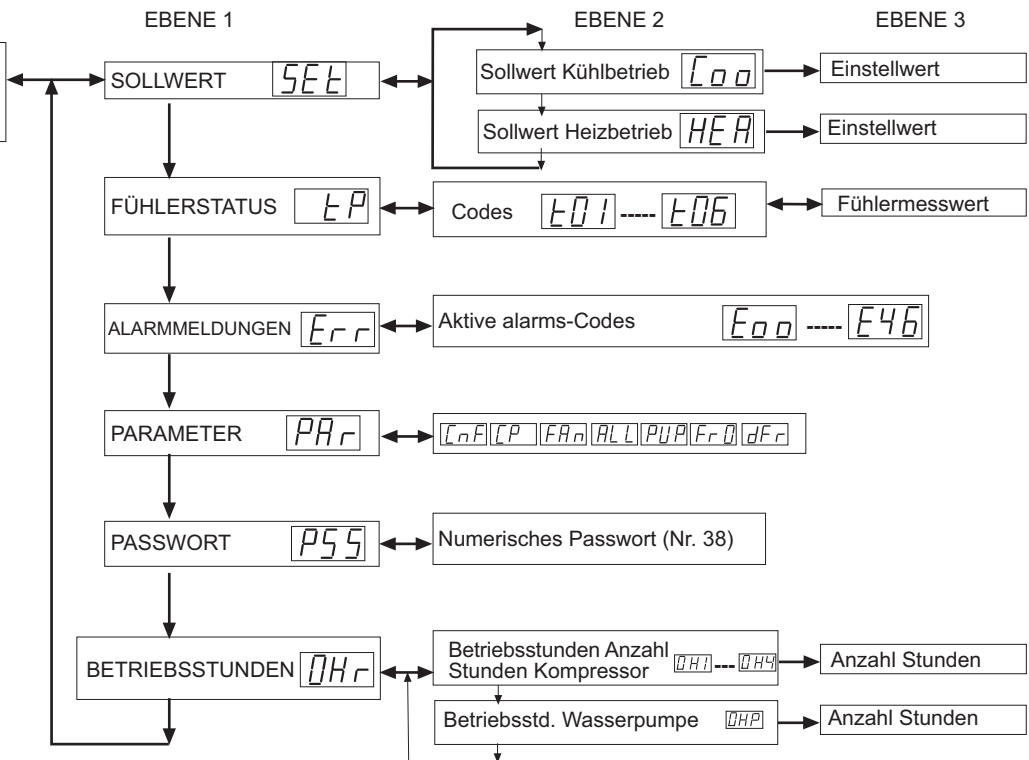 EBENE 1 EBENE 2 EBENE 3
SOLLWERT SEt
Sollwert Kühlbetrieb Coo
Einstellwert
Sollwert Heizbetrieb HEA
Einstellwert
FÜHLERSTATUS tP
Codes t01 ----- t06
Fühlermesswert
ALARMMELDUNGEN Err
Aktive alarms-Codes Eoo ----- E46
PARAMETER PAr
CnF CP FAn ALL PUP Fr0 dFr
PASSWORT PSS
Numerisches Passwort (Nr. 38)
BETRIEBSSTUNDEN OHr
Betriebsstunden Anzahl
Stunden Kompressor OH1 --- OH4
Anzahl Stunden
Betriebsstd. Wasserpumpe OHP
Anzahl Stunden